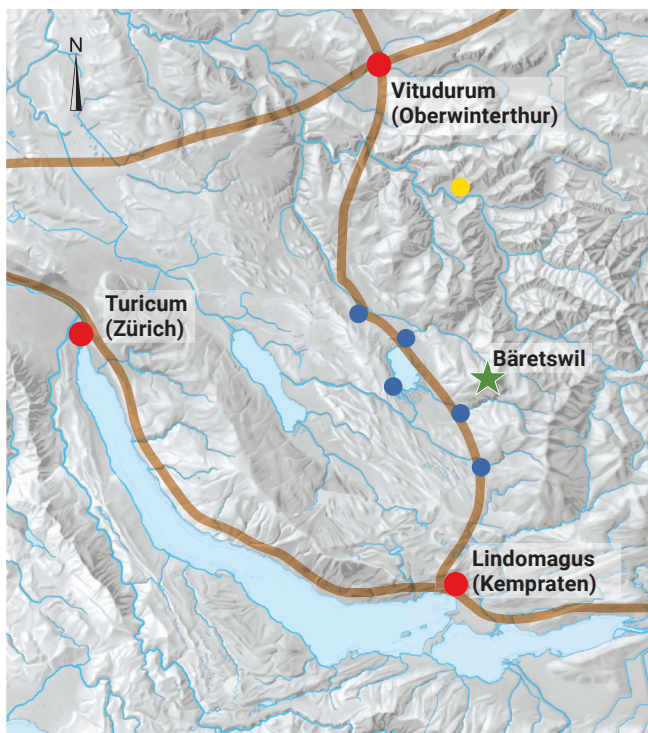 N
Vitudurum
(Oberwinterthur)
Turicum
(Zürich)
Bäretswil
Lindomagus
(Kempraten)